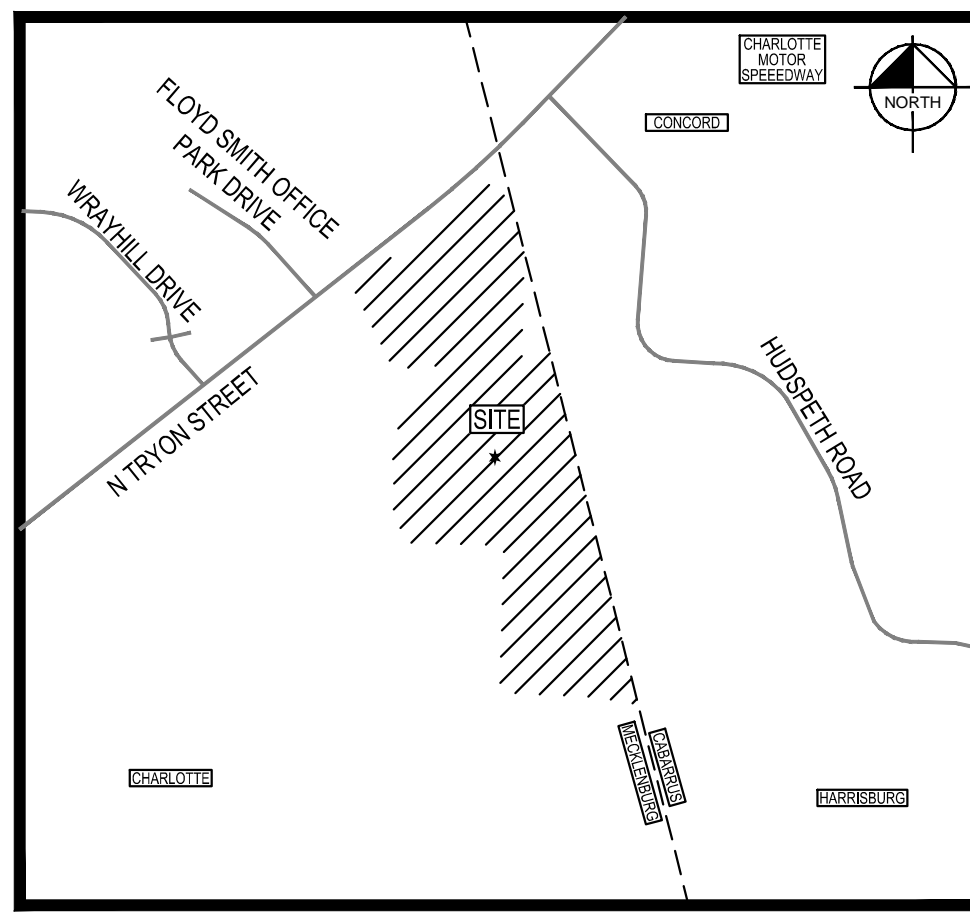 CHARLOTTE
MOTOR
SPEEEDWAY
NORTH
CONCORD
FLOYD SMITH OFFICE
PARK DRIVE
WRAYHILL DRIVE
N TRYON STREET
HUDSPETH ROAD
SITE
MECKLENBURG
CABARRUS
CHARLOTTE
HARRISBURG